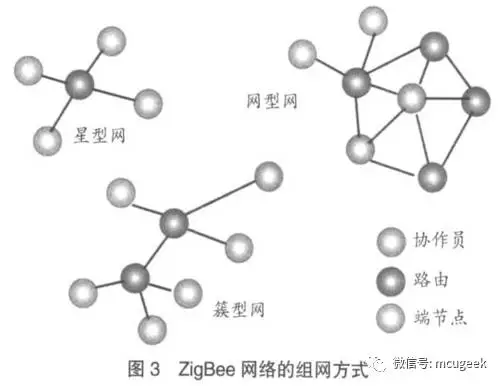 星型网
网型网
簇型网
协作员
路由
端节点
图3 ZigBee 网络的组网方式
微信号: mcugeek